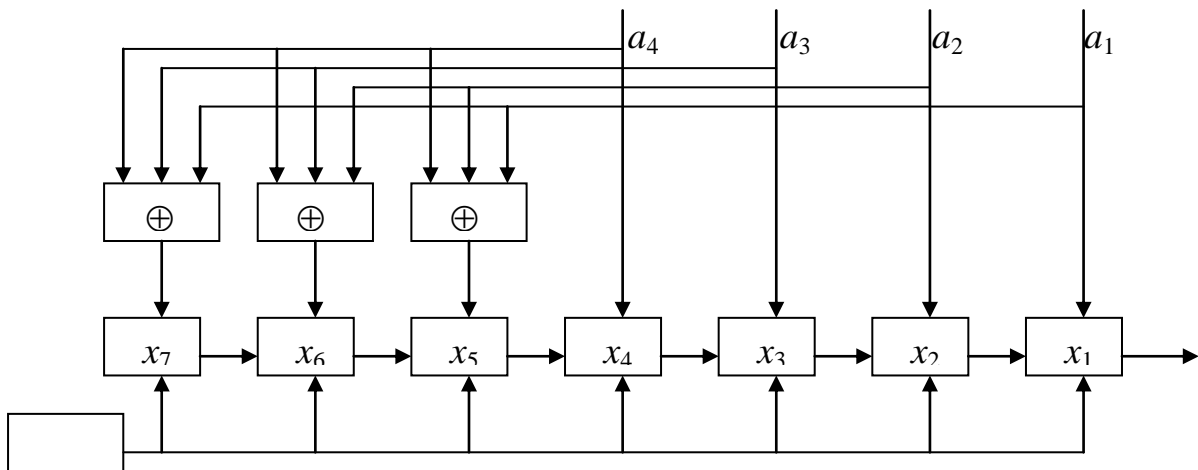 a₄ a₃ a₂ a₁
⊕ ⊕ ⊕
x₇ x₆ x₅ x₄ x₃ x₂ x₁